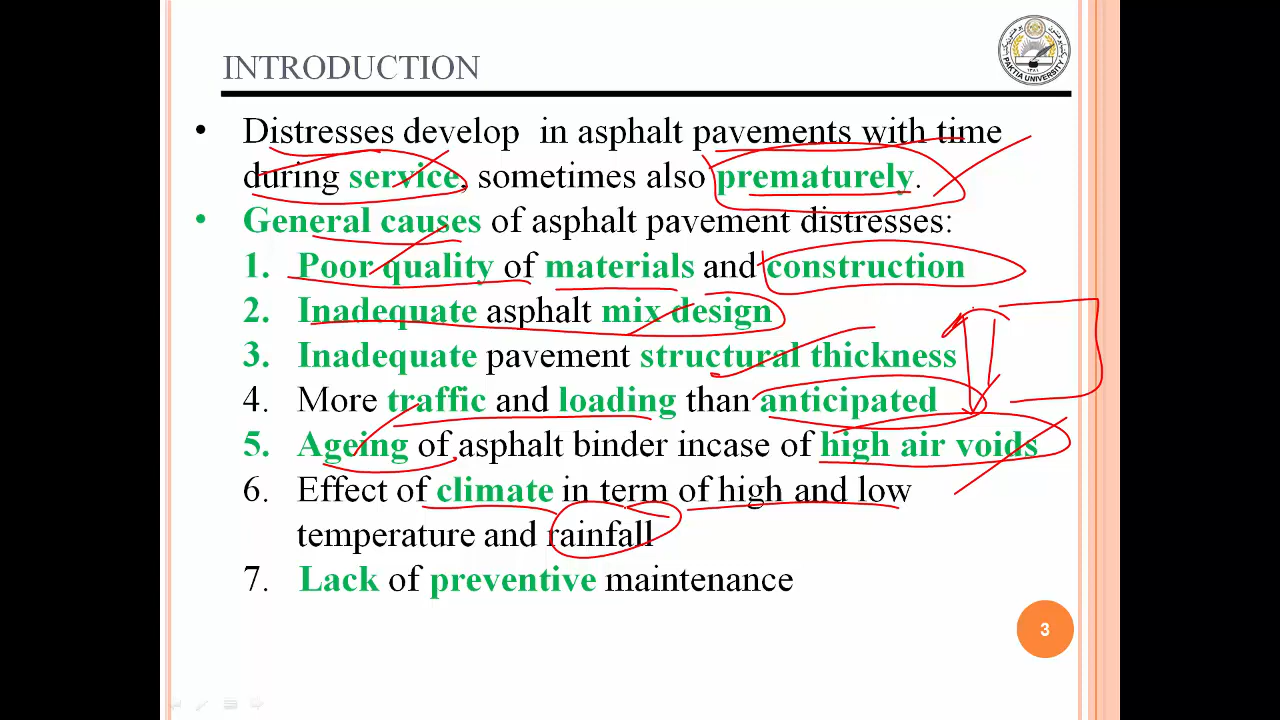 INTRODUCTION
PAKTIA UNIVERSITY
• Distresses develop in asphalt pavements with time
during service, sometimes also prematurely.
• General causes of asphalt pavement distresses:
1. Poor quality of materials and construction
2. Inadequate asphalt mix design
3. Inadequate pavement structural thickness
4. More traffic and loading than anticipated
5. Ageing of asphalt binder incase of high air voids
6. Effect of climate in term of high and low
temperature and rainfall
7. Lack of preventive maintenance
3